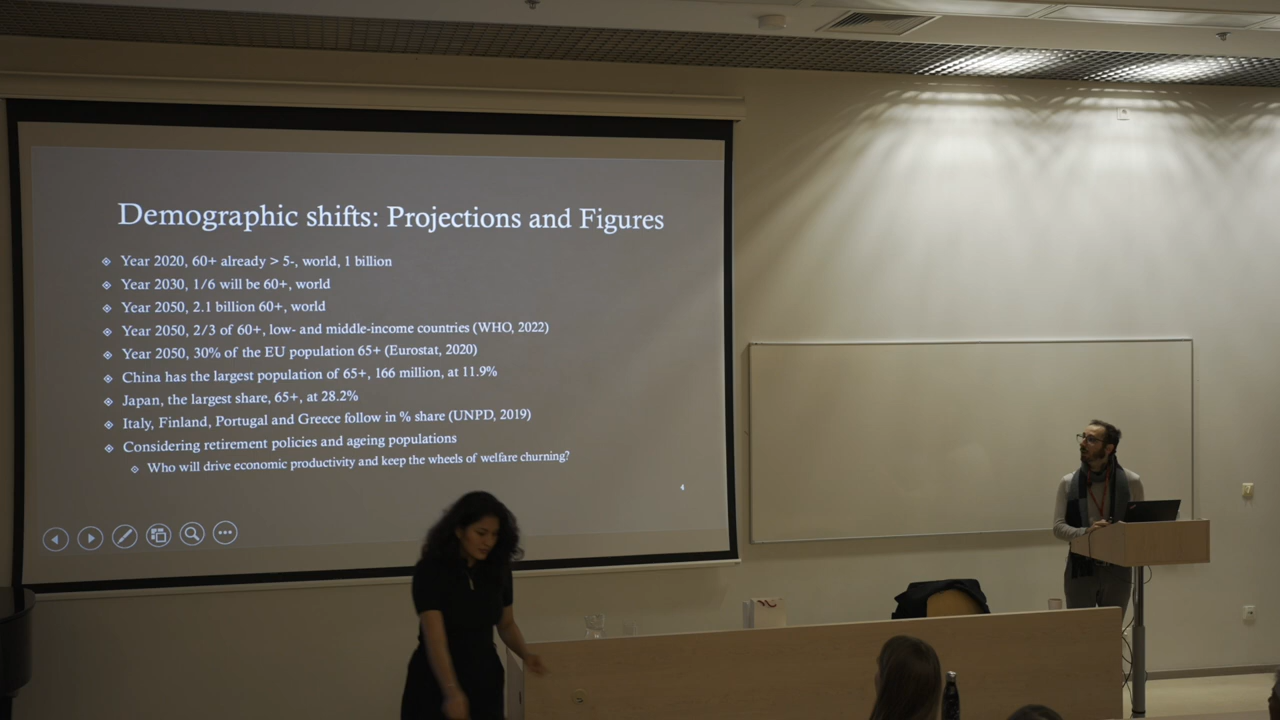 Demographic shifts: Projections and Figures
Year 2020, 60+ already > 5-, world, 1 billion
Year 2030, 1/6 will be 60+, world
Year 2050, 2.1 billion 60+, world
Year 2050, 2/3 of 60+, low- and middle-income countries (WHO, 2022)
Year 2050, 30% of the EU population 65+ (Eurostat, 2020)
China has the largest population of 65+, 166 million, at 11.9%
Japan, the largest share, 65+, at 28.2%
Italy, Finland, Portugal and Greece follow in % share (UNPD, 2019)
Considering retirement policies and ageing populations
Who will drive economic productivity and keep the wheels of welfare churning?